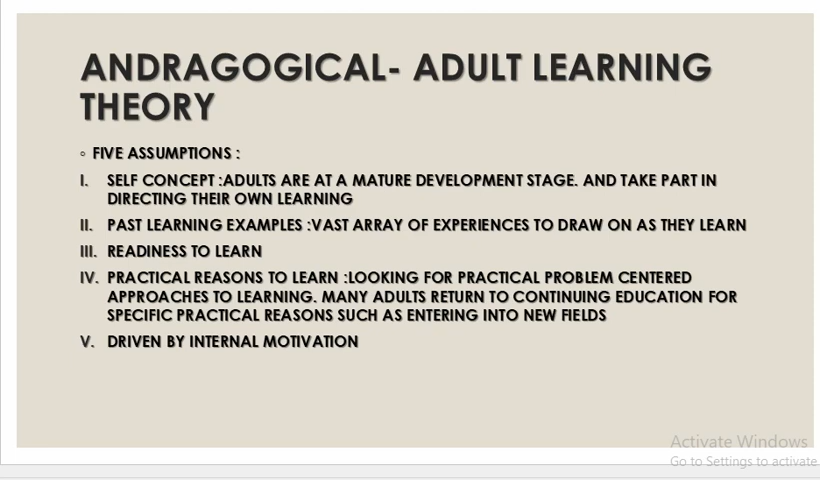 ANDRAGOGICAL- ADULT LEARNING
THEORY
◦ FIVE ASSUMPTIONS :
I. SELF CONCEPT :ADULTS ARE AT A MATURE DEVELOPMENT STAGE. AND TAKE PART IN
DIRECTING THEIR OWN LEARNING
II. PAST LEARNING EXAMPLES :VAST ARRAY OF EXPERIENCES TO DRAW ON AS THEY LEARN
III. READINESS TO LEARN
IV. PRACTICAL REASONS TO LEARN :LOOKING FOR PRACTICAL PROBLEM CENTERED
APPROACHES TO LEARNING. MANY ADULTS RETURN TO CONTINUING EDUCATION FOR
SPECIFIC PRACTICAL REASONS SUCH AS ENTERING INTO NEW FIELDS
V. DRIVEN BY INTERNAL MOTIVATION
Activate Windows
Go to Settings to activate